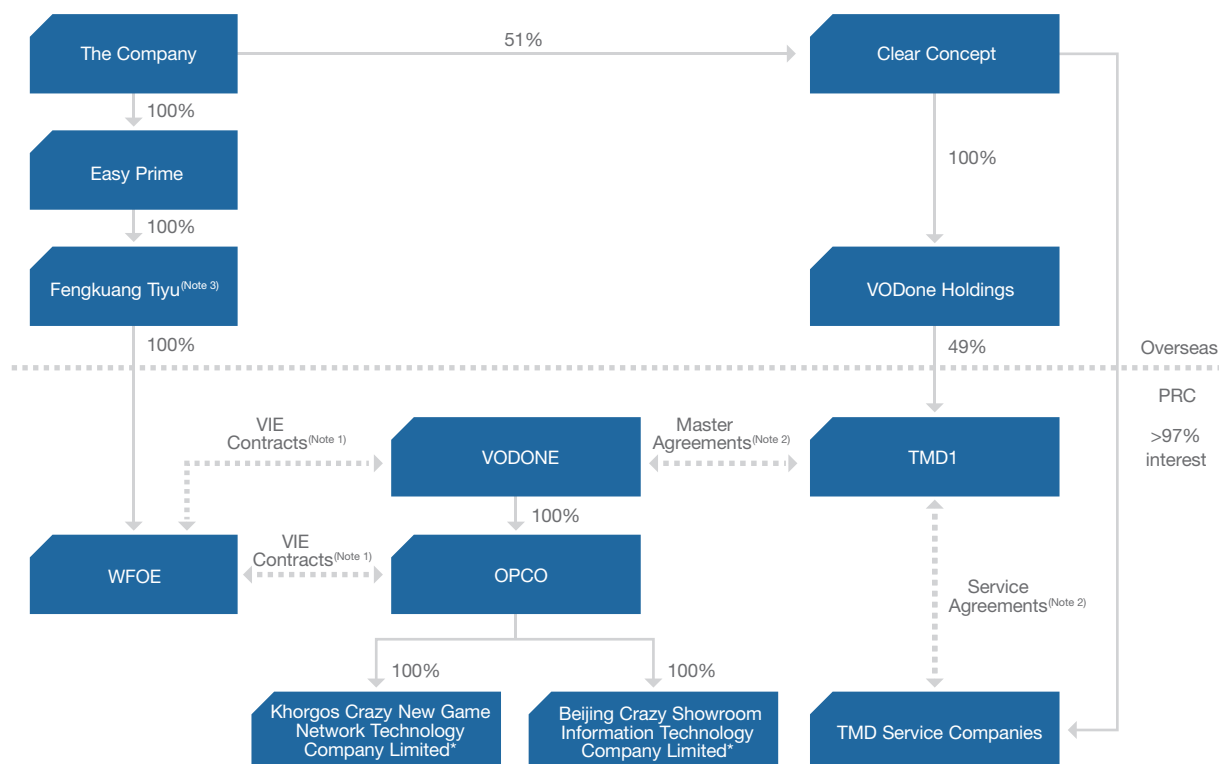 The Company
51%
Clear Concept
100%
Easy Prime
100%
100%
Fengkuang Tiyu(Note 3)
VODone Holdings
100%
49%
Overseas
PRC
>97%
interest
VIE
Contracts(Note 1)
VODONE
Master
Agreements(Note 2)
TMD1
100%
WFOE
VIE
Contracts(Note 1)
OPCO
Service
Agreements(Note 2)
100%
100%
Khorgos Crazy New Game
Network Technology
Company Limited*
Beijing Crazy Showroom
Information Technology
Company Limited*
TMD Service Companies